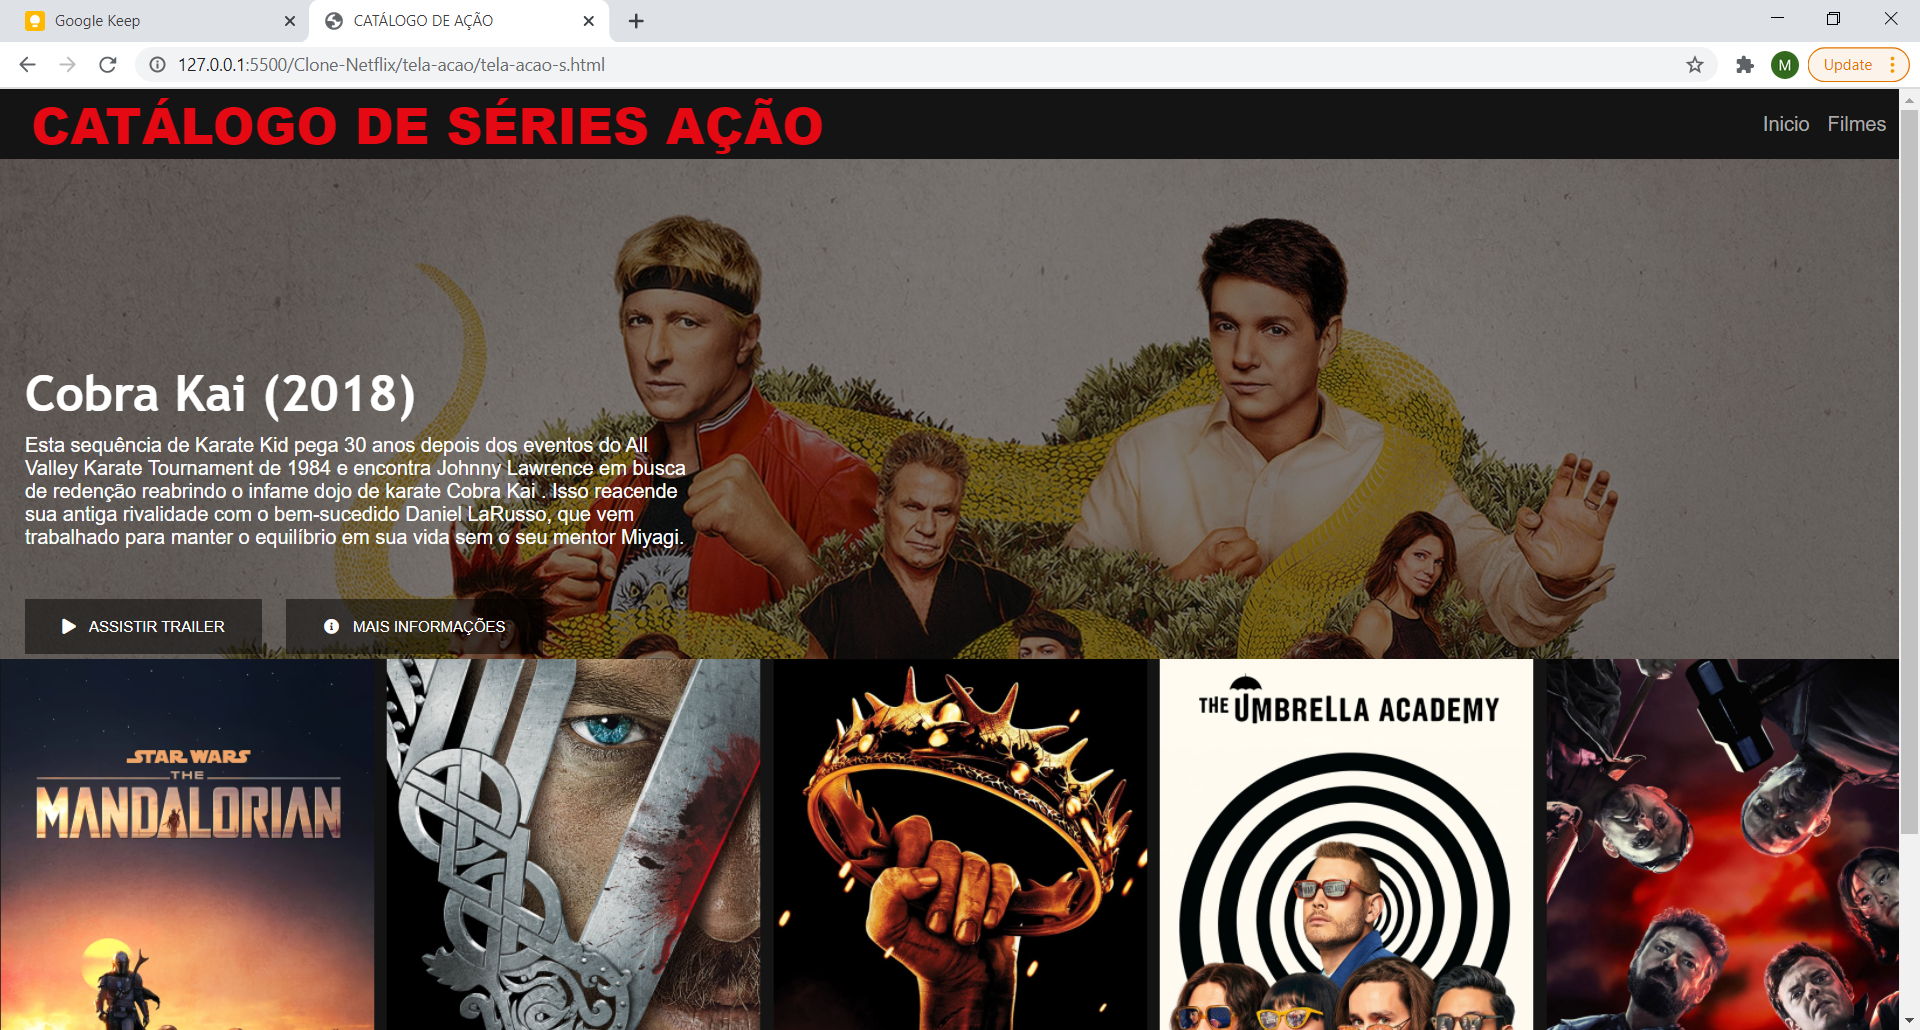 Google Keep
CATÁLOGO DE AÇÃO
127.0.0.1:5500/Clone-Netflix/tela-acao/tela-acao-s.html
M
Update
CATÁLOGO DE SÉRIES AÇÃO
Inicio
Filmes
Cobra Kai (2018)
Esta sequência de Karate Kid pega 30 anos depois dos eventos do All
Valley Karate Tournament de 1984 e encontra Johnny Lawrence em busca
de redenção reabrindo o infame dojo de karate Cobra Kai . Isso reacende
sua antiga rivalidade com o bem-sucedido Daniel LaRusso, que vem
trabalhado para manter o equilíbrio em sua vida sem o seu mentor Miyagi.
ASSISTIR TRAILER
MAIS INFORMAÇÕES
STAR WARS
THE
MANDALORIAN
THE UMBRELLA ACADEMY